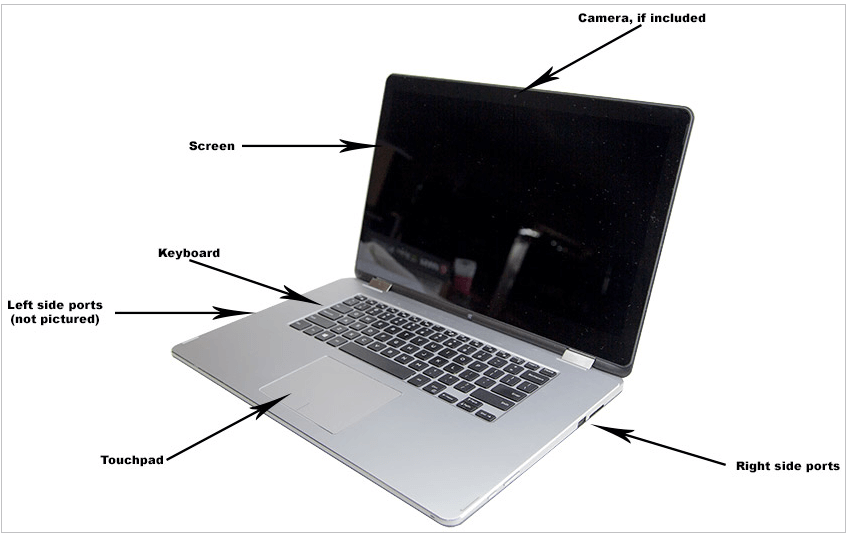 Camera, if included
Screen
Keyboard
Left side ports
(not pictured)
Touchpad
Right side ports